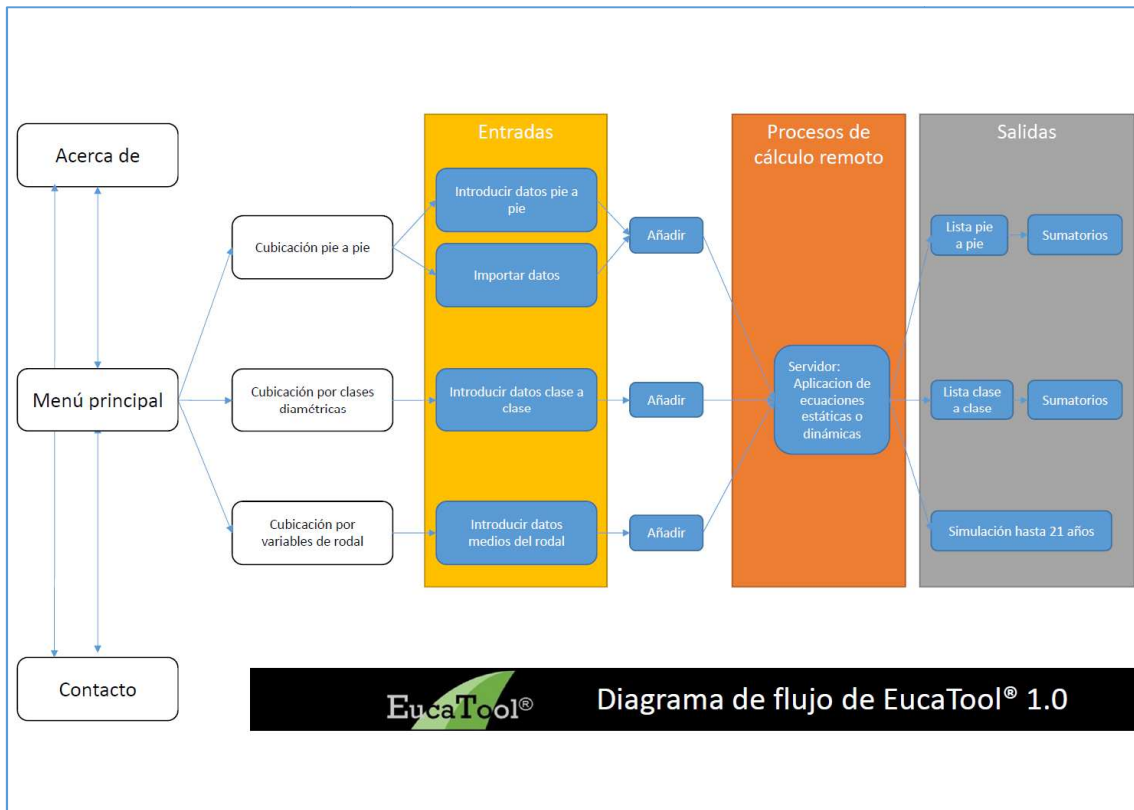 Entradas
Procesos de
cálculo remoto
Salidas
Acerca de
Introducir datos pie a
pie
Cubicación pie a pie
Añadir
Lista pie
a pie
Sumatorios
Importar datos
Menú principal
Cubicación por clases
diamétricas
Introducir datos clase a
clase
Añadir
Servidor:
Aplicacion de
ecuaciones
estáticas o
dinámicas
Lista clase
a clase
Sumatorios
Cubicación por
variables de rodal
Introducir datos
medios del rodal
Añadir
Simulación hasta 21 años
Contacto
EucaTool®
Diagrama de flujo de EucaTool® 1.0